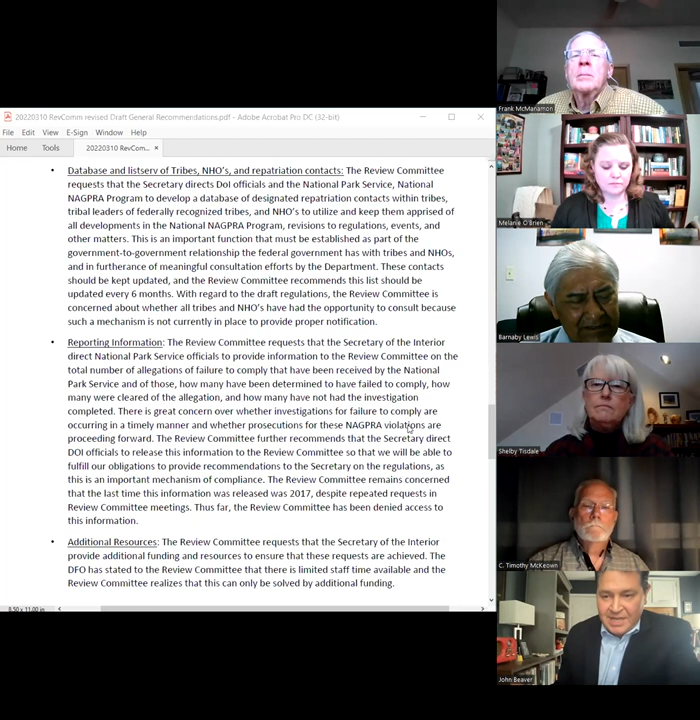 20220310 RevComm revised Draft General Recommendations.pdf - Adobe Acrobat Pro DC (32-bit)
File Edit View E-Sign Window Help
Home Tools 20220310 RevCom... ×
• Database and listserv of Tribes, NHO's, and repatriation contacts: The Review Committee
requests that the Secretary directs DoI officials and the National Park Service, National
NAGPRA Program to develop a database of designated repatriation contacts within tribes,
tribal leaders of federally recognized tribes, and NHO's to utilize and keep them apprised of
all developments in the National NAGPRA Program, revisions to regulations, events, and
other matters. This is an important function that must be established as part of the
government-to-government relationship the federal government has with tribes and NHOs,
and in furtherance of meaningful consultation efforts by the Department. These contacts
should be kept updated, and the Review Committee recommends this list should be
updated every 6 months. With regard to the draft regulations, the Review Committee is
concerned about whether all tribes and NHO's have had the opportunity to consult because
such a mechanism is not currently in place to provide proper notification.
• Reporting Information: The Review Committee requests that the Secretary of the Interior
direct National Park Service officials to provide information to the Review Committee on the
total number of allegations of failure to comply that have been received by the National
Park Service and of those, how many have been determined to have failed to comply, how
many were cleared of the allegation, and how many have not had the investigation
completed. There is great concern over whether investigations for failure to comply are
occurring in a timely manner and whether prosecutions for these NAGPRA violations are
proceeding forward. The Review Committee further recommends that the Secretary direct
DOI officials to release this information to the Review Committee so that we will be able to
fulfill our obligations to provide recommendations to the Secretary on the regulations, as
this is an important mechanism of compliance. The Review Committee remains concerned
that the last time this information was released was 2017, despite repeated requests in
Review Committee meetings. Thus far, the Review Committee has been denied access to
this information.
• Additional Resources: The Review Committee requests that the Secretary of the Interior
provide additional funding and resources to ensure that these requests are achieved. The
DFO has stated to the Review Committee that there is limited staff time available and the
Review Committee realizes that this can only be solved by additional funding.
8.50 x 11.00 in
Frank McManamon
Melanie O'Brien
Barnaby Lewis
Shelby Tisdale
C. Timothy McKeown
John Beaver